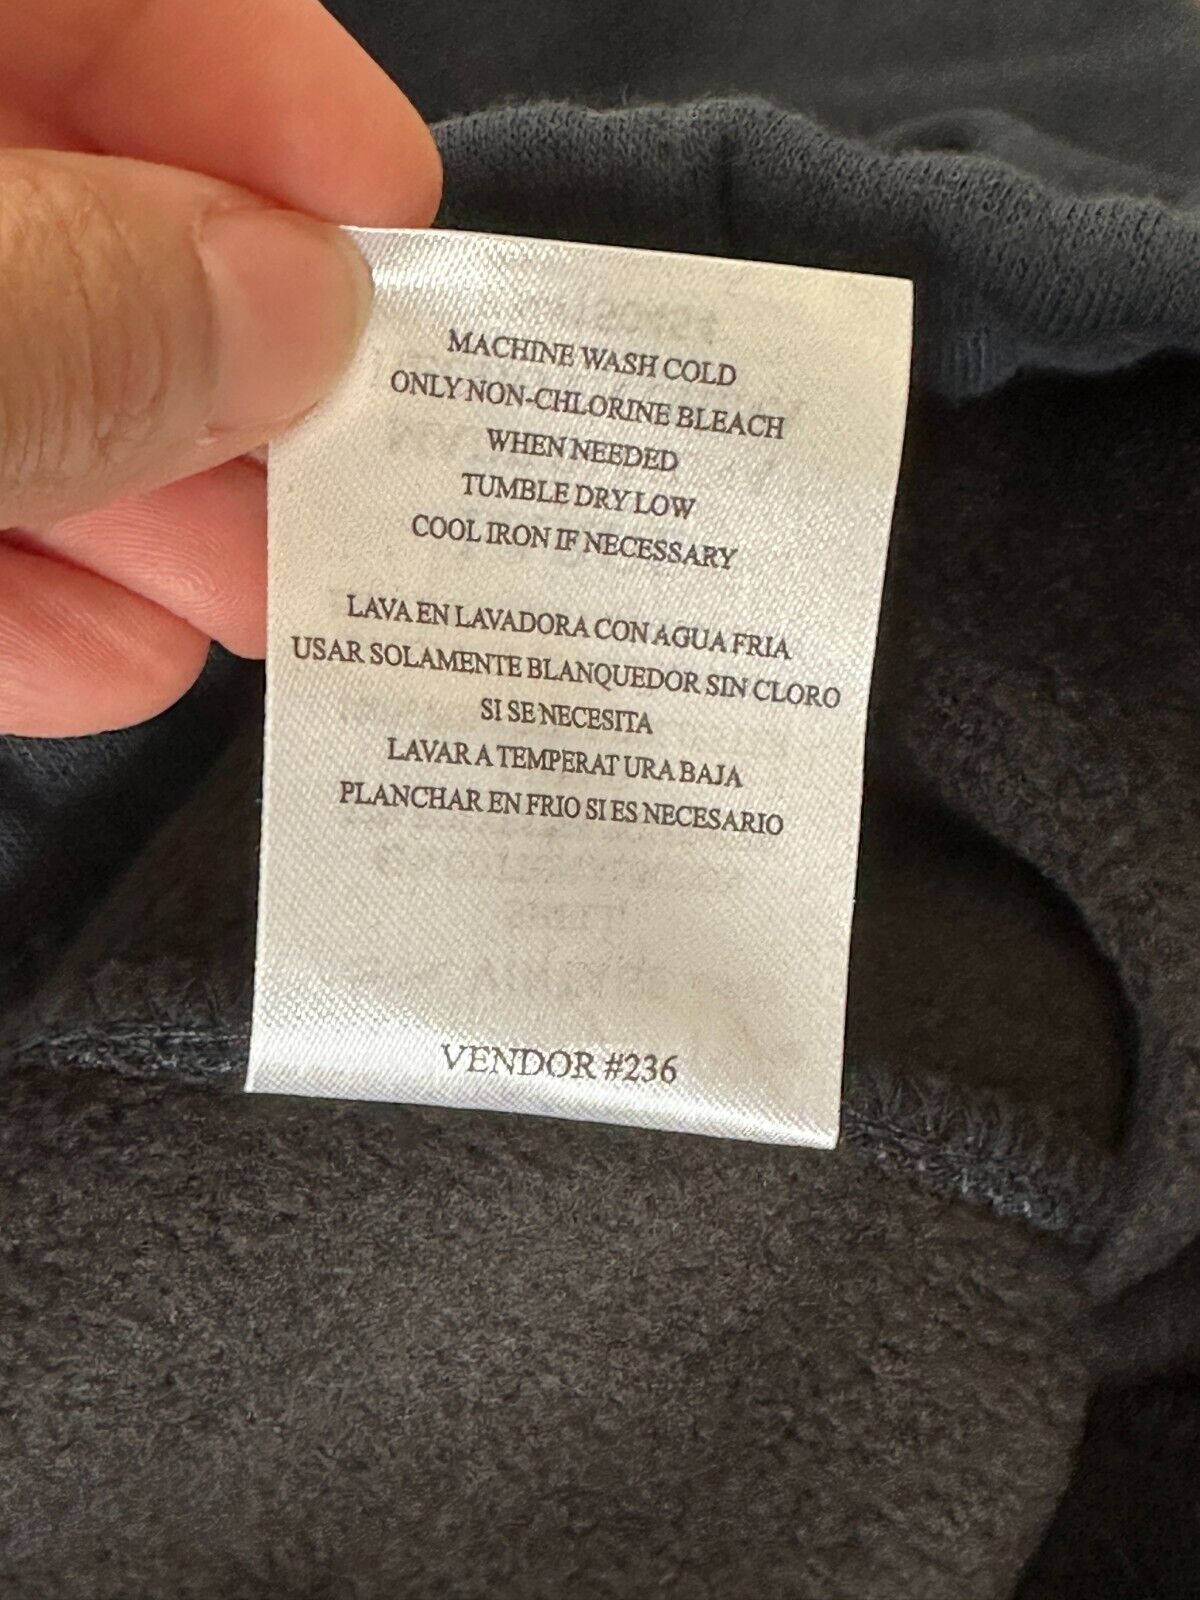 MACHINE WASH COLD
ONLY NON-CHLORINE BLEACH
WHEN NEEDED
TUMBLE DRY LOW
COOL IRON IF NECESSARY
LAVA EN LAVADORA CON AGUA FRIA
USAR SOLAMENTE BLANQUEDOR SIN CLORO
SI SE NECESITA
LAVAR A TEMPERAT URA BAJA
PLANCHAR EN FRIO SI ES NECESARIO
VENDOR #236